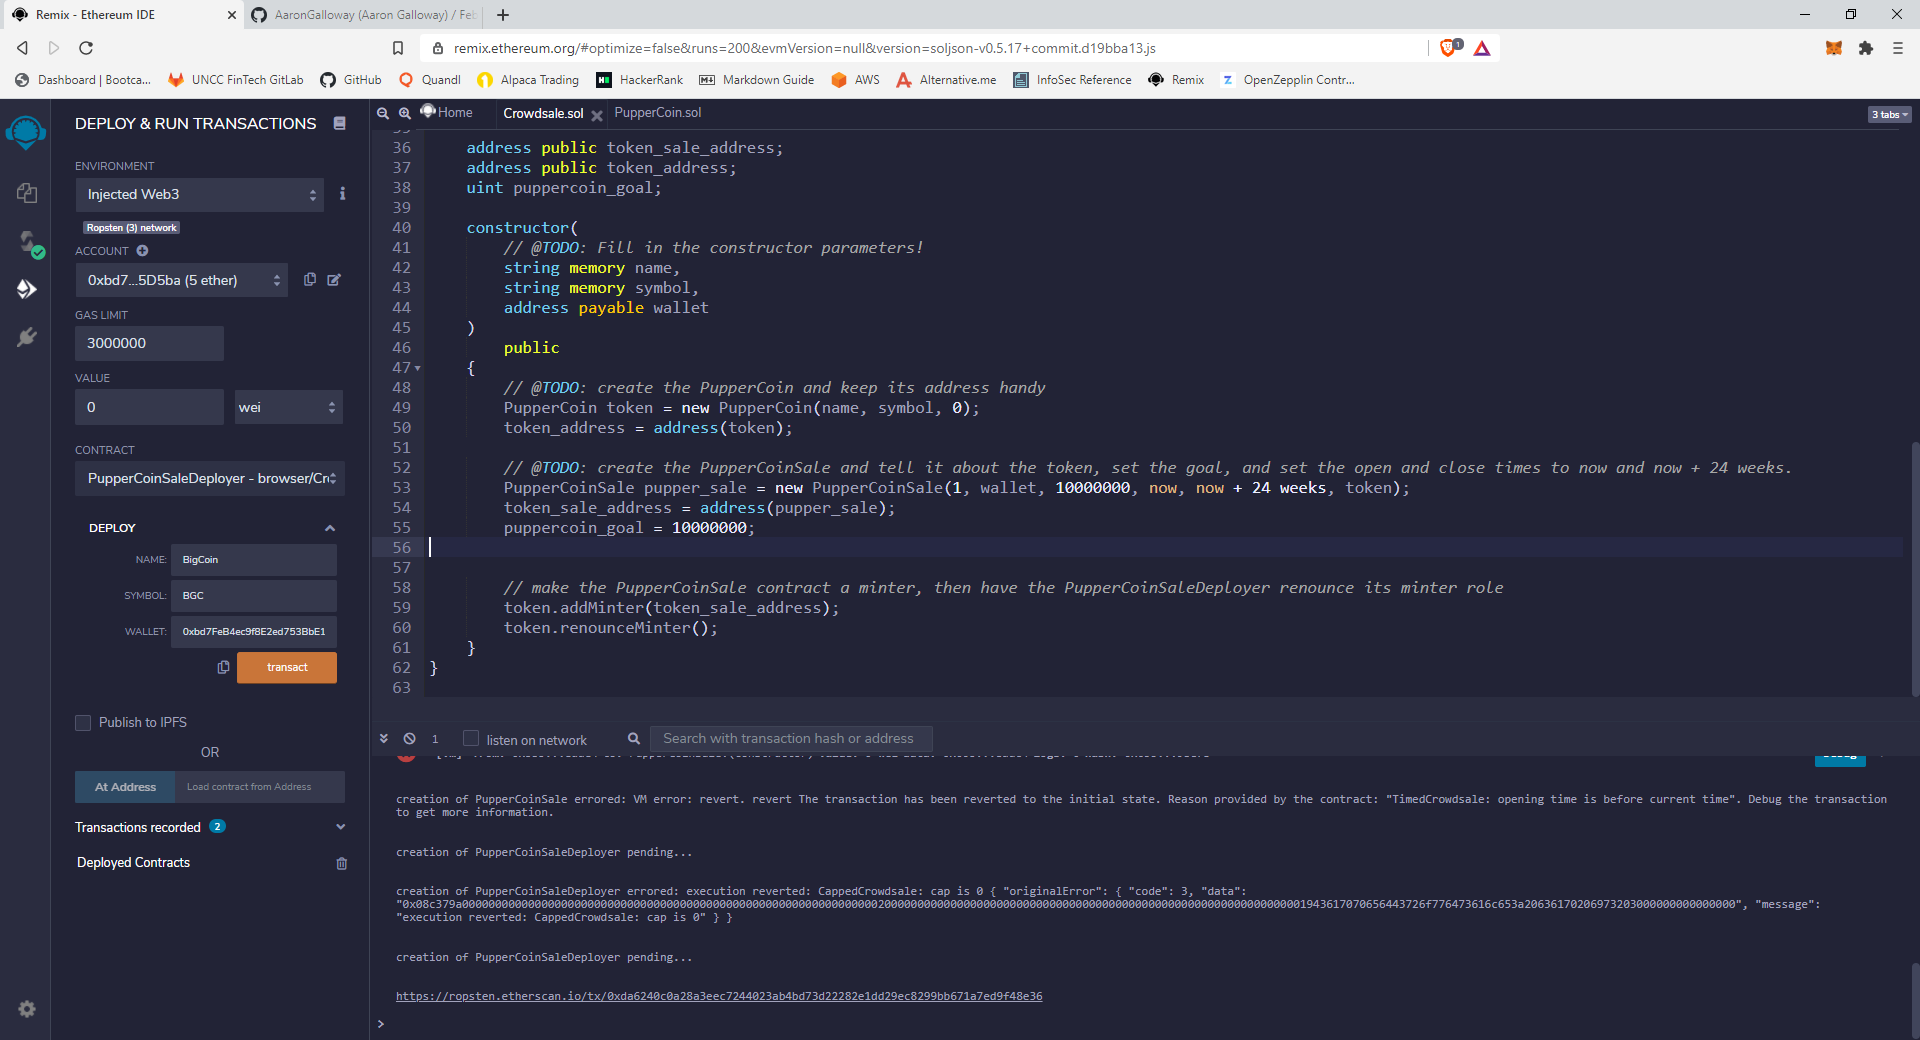 Remix - Ethereum IDE
AaronGalloway (Aaron Galloway) / Feb
remix.ethereum.org/#optimize=false&runs=200&evmVersion=null&version=soljson-v0.5.17+commit.d19bba13.js
1
Dashboard | Bootca...
UNCC FinTech GitLab
GitHub
Quandl
Alpaca Trading
HackerRank
Markdown Guide
AWS
Alternative.me
InfoSec Reference
Remix
OpenZepplin Contr...
DEPLOY & RUN TRANSACTIONS
ENVIRONMENT
Injected Web3
Ropsten (3) network
ACCOUNT
0xbd7...5D5ba (5 ether)
GAS LIMIT
3000000
VALUE
0
wei
CONTRACT
PupperCoinSaleDeployer - browser/Cr
DEPLOY
NAME: BigCoin
SYMBOL: BGC
WALLET: 0xbd7FeB4ec9f8E2ed753BbE1
transact
Publish to IPFS
OR
At Address
Load contract from Address
Transactions recorded 2
Deployed Contracts
Home
Crowdsale.sol
PupperCoin.sol
3 tabs
36 address public token_sale_address;
37 address public token_address;
38 uint puppercoin_goal;
39
40 constructor(
41 // @TODO: Fill in the constructor parameters!
42 string memory name,
43 string memory symbol,
44 address payable wallet
45 )
46 public
47 {
48 // @TODO: create the PupperCoin and keep its address handy
49 PupperCoin token = new PupperCoin(name, symbol, 0);
50 token_address = address(token);
51
52 // @TODO: create the PupperCoinSale and tell it about the token, set the goal, and set the open and close times to now and now + 24 weeks.
53 PupperCoinSale pupper_sale = new PupperCoinSale(1, wallet, 10000000, now, now + 24 weeks, token);
54 token_sale_address = address(pupper_sale);
55 puppercoin_goal = 10000000;
56
57
58 // make the PupperCoinSale contract a minter, then have the PupperCoinSaleDeployer renounce its minter role
59 token.addMinter(token_sale_address);
60 token.renounceMinter();
61 }
62 }
63
1
listen on network
Search with transaction hash or address
creation of PupperCoinSale errored: VM error: revert. revert The transaction has been reverted to the initial state. Reason provided by the contract: "TimedCrowdsale: opening time is before current time". Debug the transaction
to get more information.
creation of PupperCoinSaleDeployer pending...
creation of PupperCoinSaleDeployer errored: execution reverted: CappedCrowdsale: cap is 0 { "originalError": { "code": 3, "data":
"execution reverted: CappedCrowdsale: cap is 0" } }
"message":
creation of PupperCoinSaleDeployer pending...
https://ropsten.etherscan.io/tx/0xda6240c0a28a3eec7244023ab4bd73d22282e1dd29ec8299bb671a7ed9f48e36
>